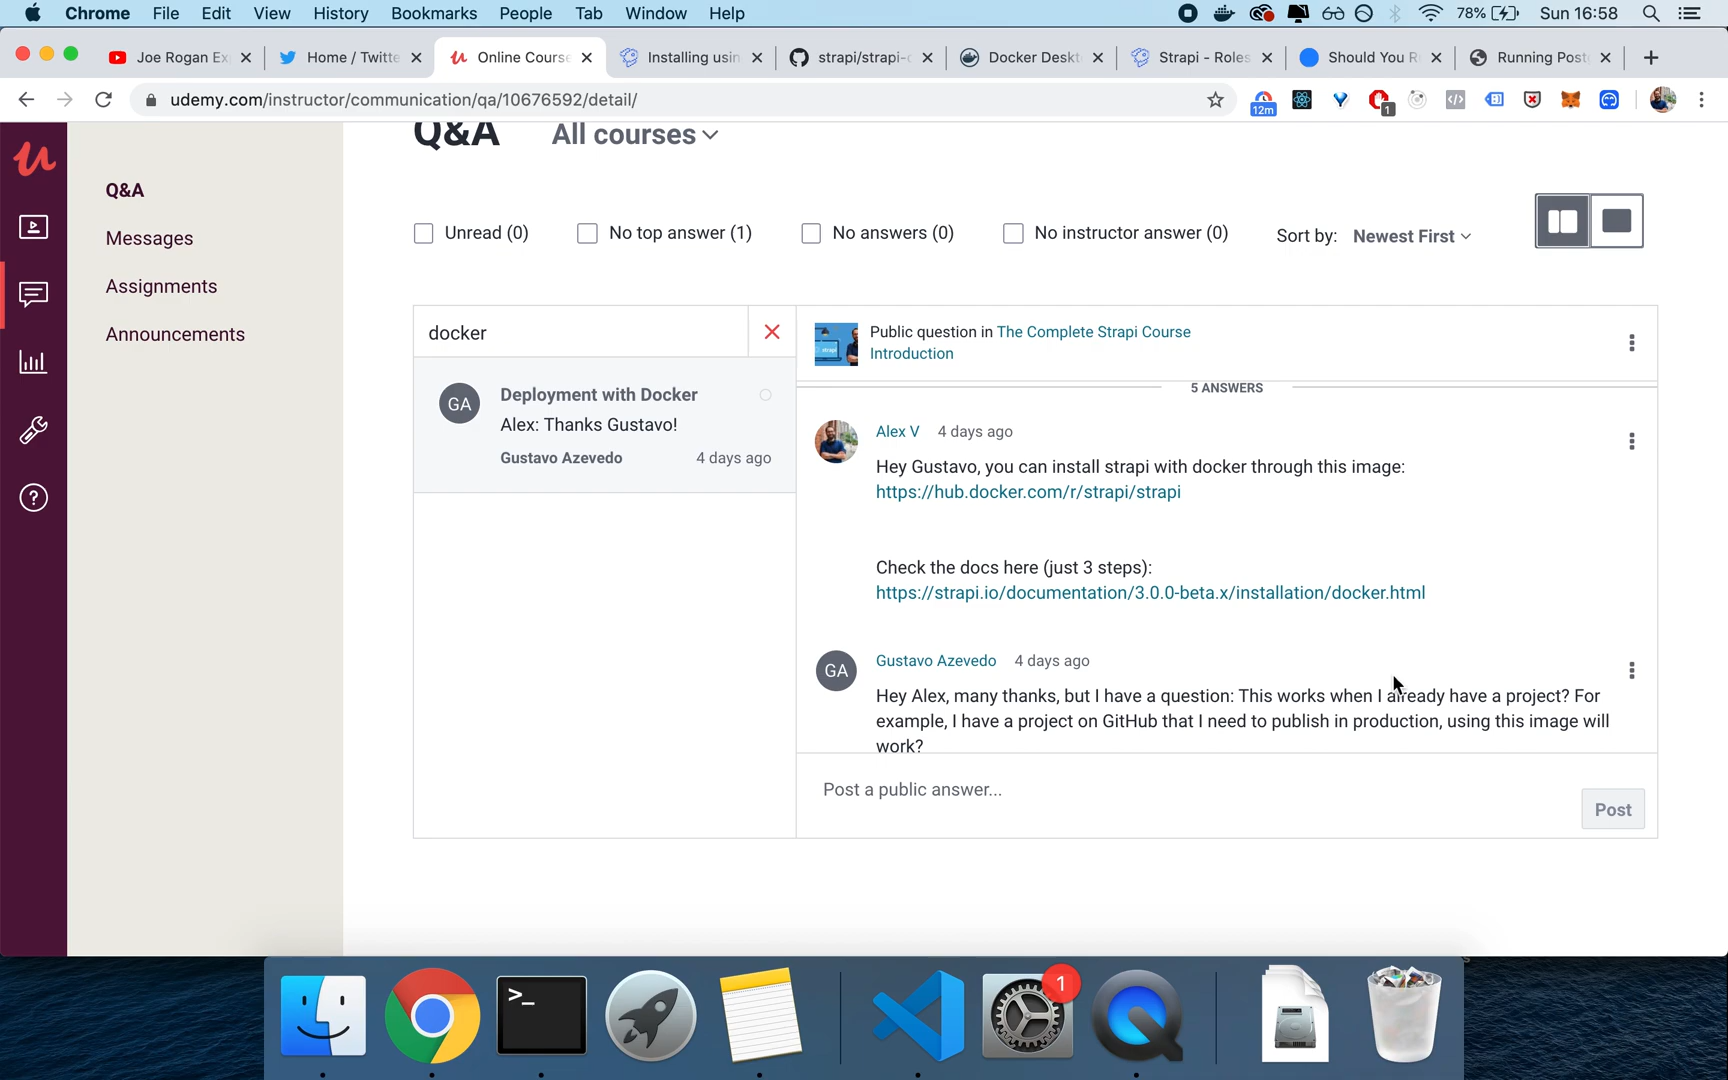 Chrome File Edit View History Bookmarks People Tab Window Help 78% Sun 16:58
Joe Rogan Ex Home / Twitte Online Course Installing usin strapi/strapi- Docker Deskt Strapi - Roles Should You R Running Post
udemy.com/instructor/communication/qa/10676592/detail/ 12m 1
Q&A All courses
Q&A
Messages
Assignments
Announcements
Unread (0) No top answer (1) No answers (0) No instructor answer (0) Sort by: Newest First
docker
GA
Deployment with Docker
Alex: Thanks Gustavo!
Gustavo Azevedo 4 days ago
strapi
Public question in The Complete Strapi Course
Introduction
5 ANSWERS
Alex V 4 days ago
Hey Gustavo, you can install strapi with docker through this image:
https://hub.docker.com/r/strapi/strapi
Check the docs here (just 3 steps):
https://strapi.io/documentation/3.0.0-beta.x/installation/docker.html
GA
Gustavo Azevedo 4 days ago
Hey Alex, many thanks, but I have a question: This works when I already have a project? For
example, I have a project on GitHub that I need to publish in production, using this image will
work?
Post a public answer...
Post
1